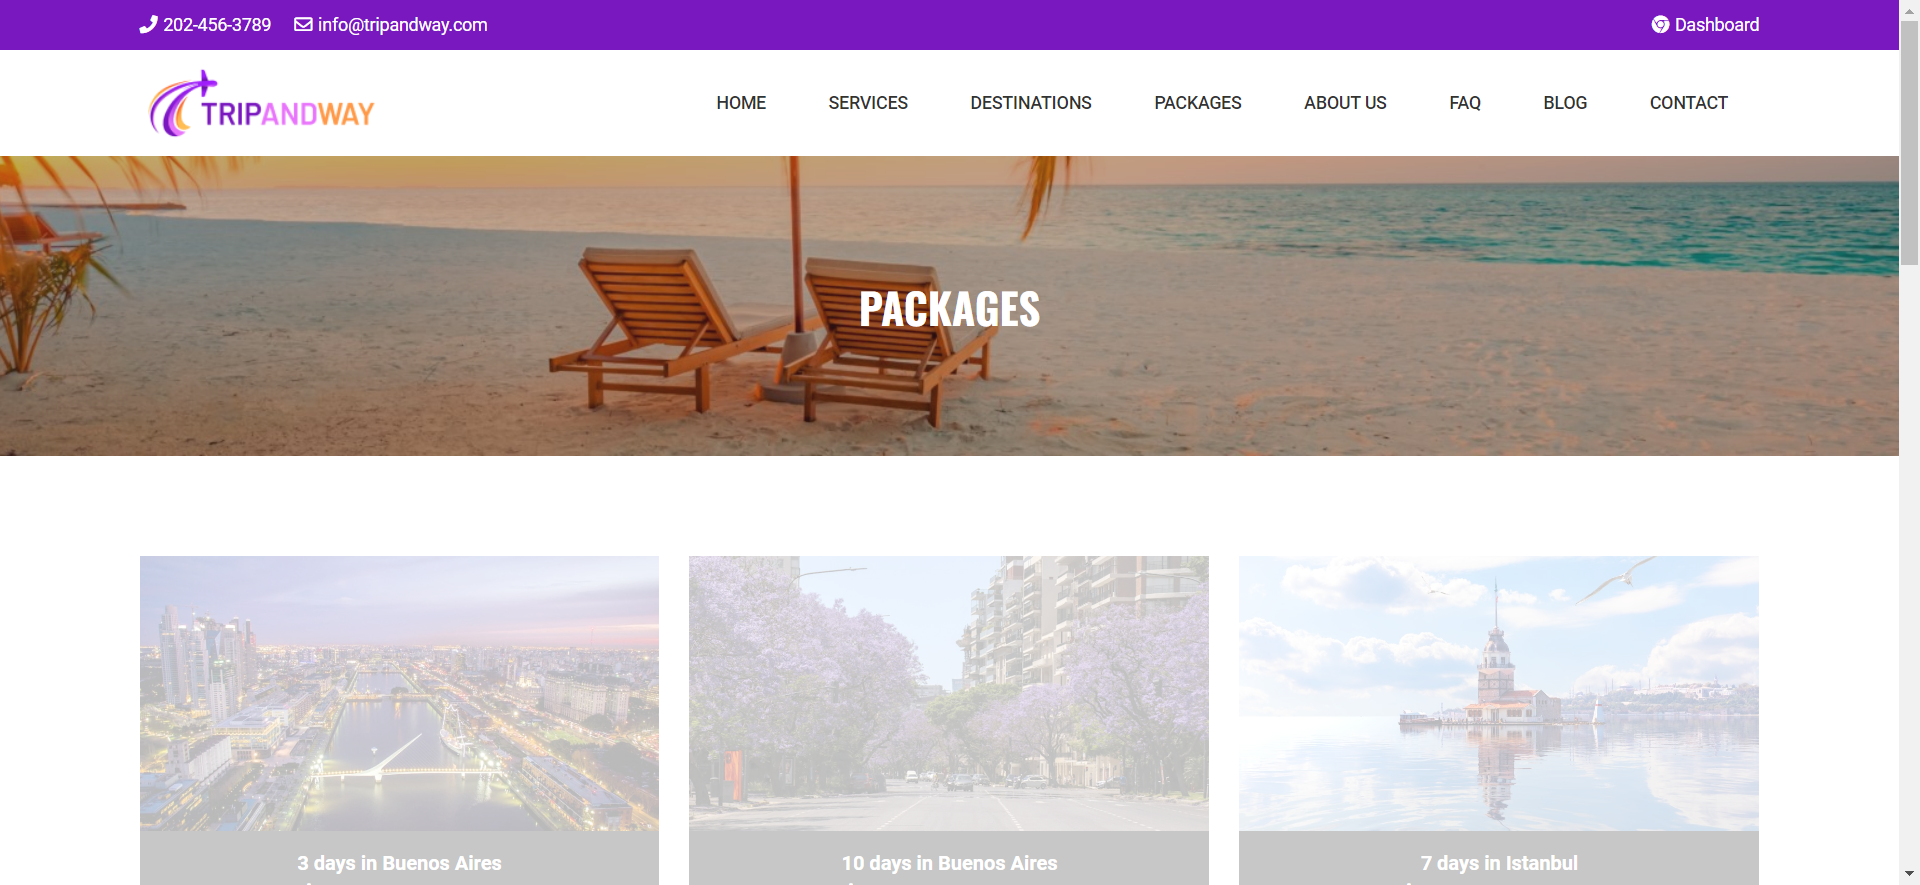 202-456-3789 info@tripandway.com Dashboard
TRIPANDWAY
HOME SERVICES DESTINATIONS PACKAGES ABOUT US FAQ BLOG CONTACT
PACKAGES
3 days in Buenos Aires
10 days in Buenos Aires
7 days in Istanbul